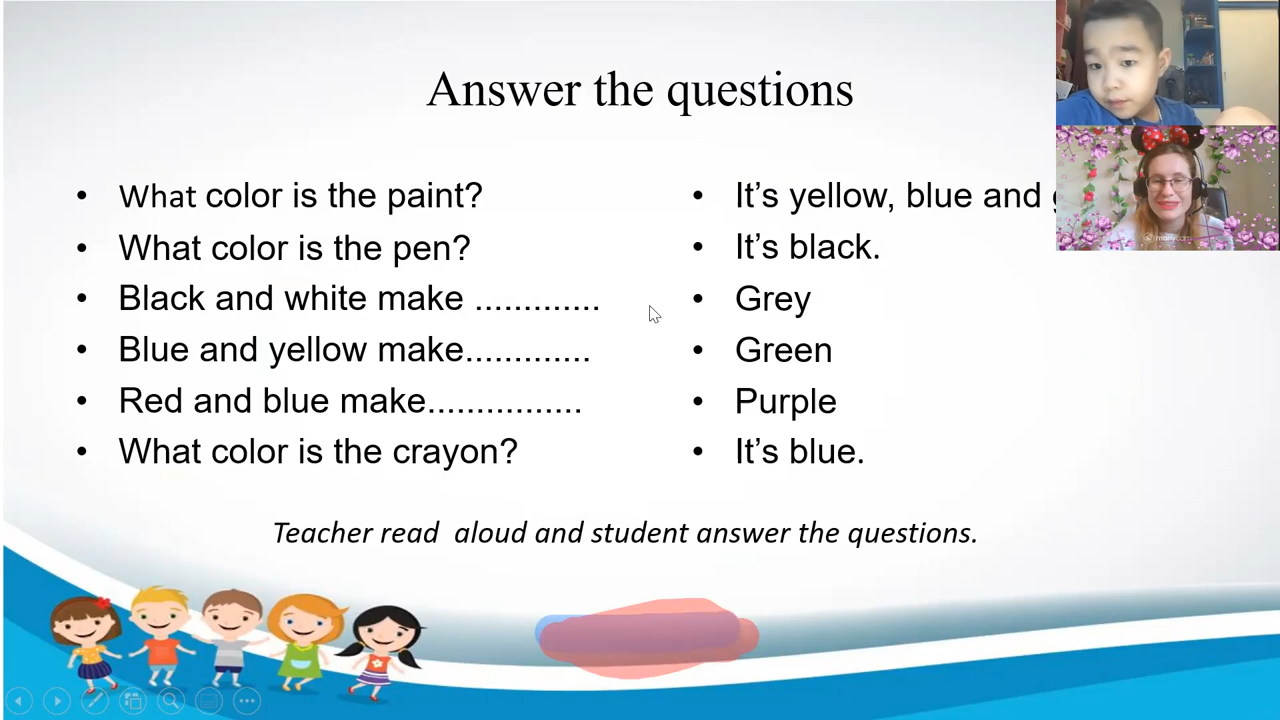 Answer the questions
• What color is the paint?
• What color is the pen?
• Black and white make .............
• Blue and yellow make.............
• Red and blue make................
• What color is the crayon?
• It's yellow, blue and
• It's black.
• Grey
• Green
• Purple
• It's blue.
Teacher read aloud and student answer the questions.
manycam